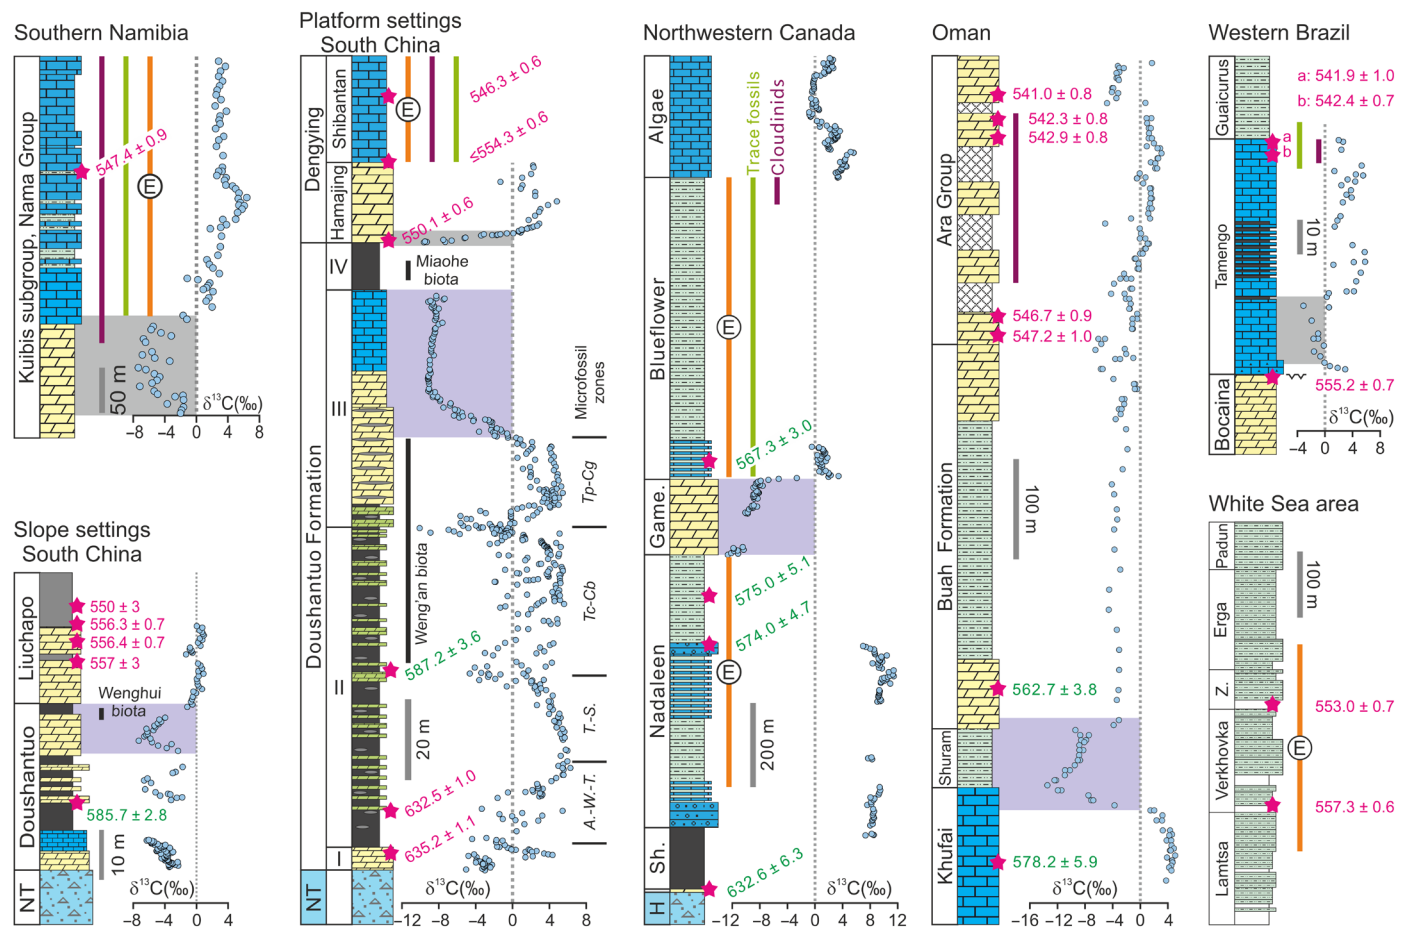 Southern Namibia
Kuibis subgroup, Nama Group
547.4 ± 0.9
E
50 m
δ¹³C(‰)
−8 −4 0 4 8
Slope settings
South China
Liuchapo
Doushantuo
NT
550 ± 3
556.3 ± 0.7
556.4 ± 0.7
557 ± 3
Wenghui
biota
585.7 ± 2.8
10 m
δ¹³C(‰)
−8 −4 0 4
Platform settings
South China
Dengying
Shibantan
Hamajing
Doushantuo Formation
IV
III
II
I
NT
E
546.3 ± 0.6
≤554.3 ± 0.6
550.1 ± 0.6
Miaohe
biota
Weng'an biota
587.2 ± 3.6
20 m
632.5 ± 1.0
635.2 ± 1.1
Microfossil
zones
Tp-Cg
Tc-Cb
T.-S.
A.-W.-T.
δ¹³C(‰)
−12 −8 −4 0 4 8
Northwestern Canada
Algae
Blueflower
Game.
Nadaleen
Sh.
H
Trace fossils
Cloudinids
E
567.3 ± 3.0
575.0 ± 5.1
574.0 ± 4.7
E
200 m
632.6 ± 6.3
δ¹³C(‰)
−12 −8 −4 0 4 8 12
Oman
Ara Group
Buah Formation
Shuram
Khufai
541.0 ± 0.8
542.3 ± 0.8
542.9 ± 0.8
546.7 ± 0.9
547.2 ± 1.0
100 m
562.7 ± 3.8
578.2 ± 5.9
δ¹³C(‰)
−16 −12 −8 −4 0 4
Western Brazil
Guaicurus
Tamengo
Bocaina
a: 541.9 ± 1.0
b: 542.4 ± 0.7
a
b
10 m
555.2 ± 0.7
δ¹³C(‰)
−4 0 4 8
White Sea area
Padun
Erga
Z.
Verkhovka
Lamtsa
100 m
553.0 ± 0.7
E
557.3 ± 0.6